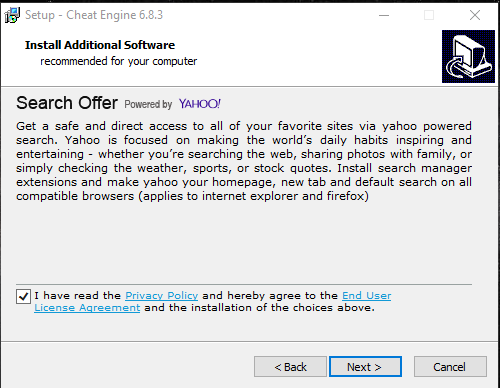 Setup - Cheat Engine 6.8.3
Install Additional Software
recommended for your computer
Search Offer Powered by YAHOO!
Get a safe and direct access to all of your favorite sites via yahoo powered
search. Yahoo is focused on making the world's daily habits inspiring and
entertaining - whether you're searching the web, sharing photos with family, or
simply checking the weather, sports, or stock quotes. Install search manager
extensions and make yahoo your homepage, new tab and default search on all
compatible browsers (applies to internet explorer and firefox)
I have read the Privacy Policy and hereby agree to the End User
License Agreement and the installation of the choices above.
< Back Next > Cancel